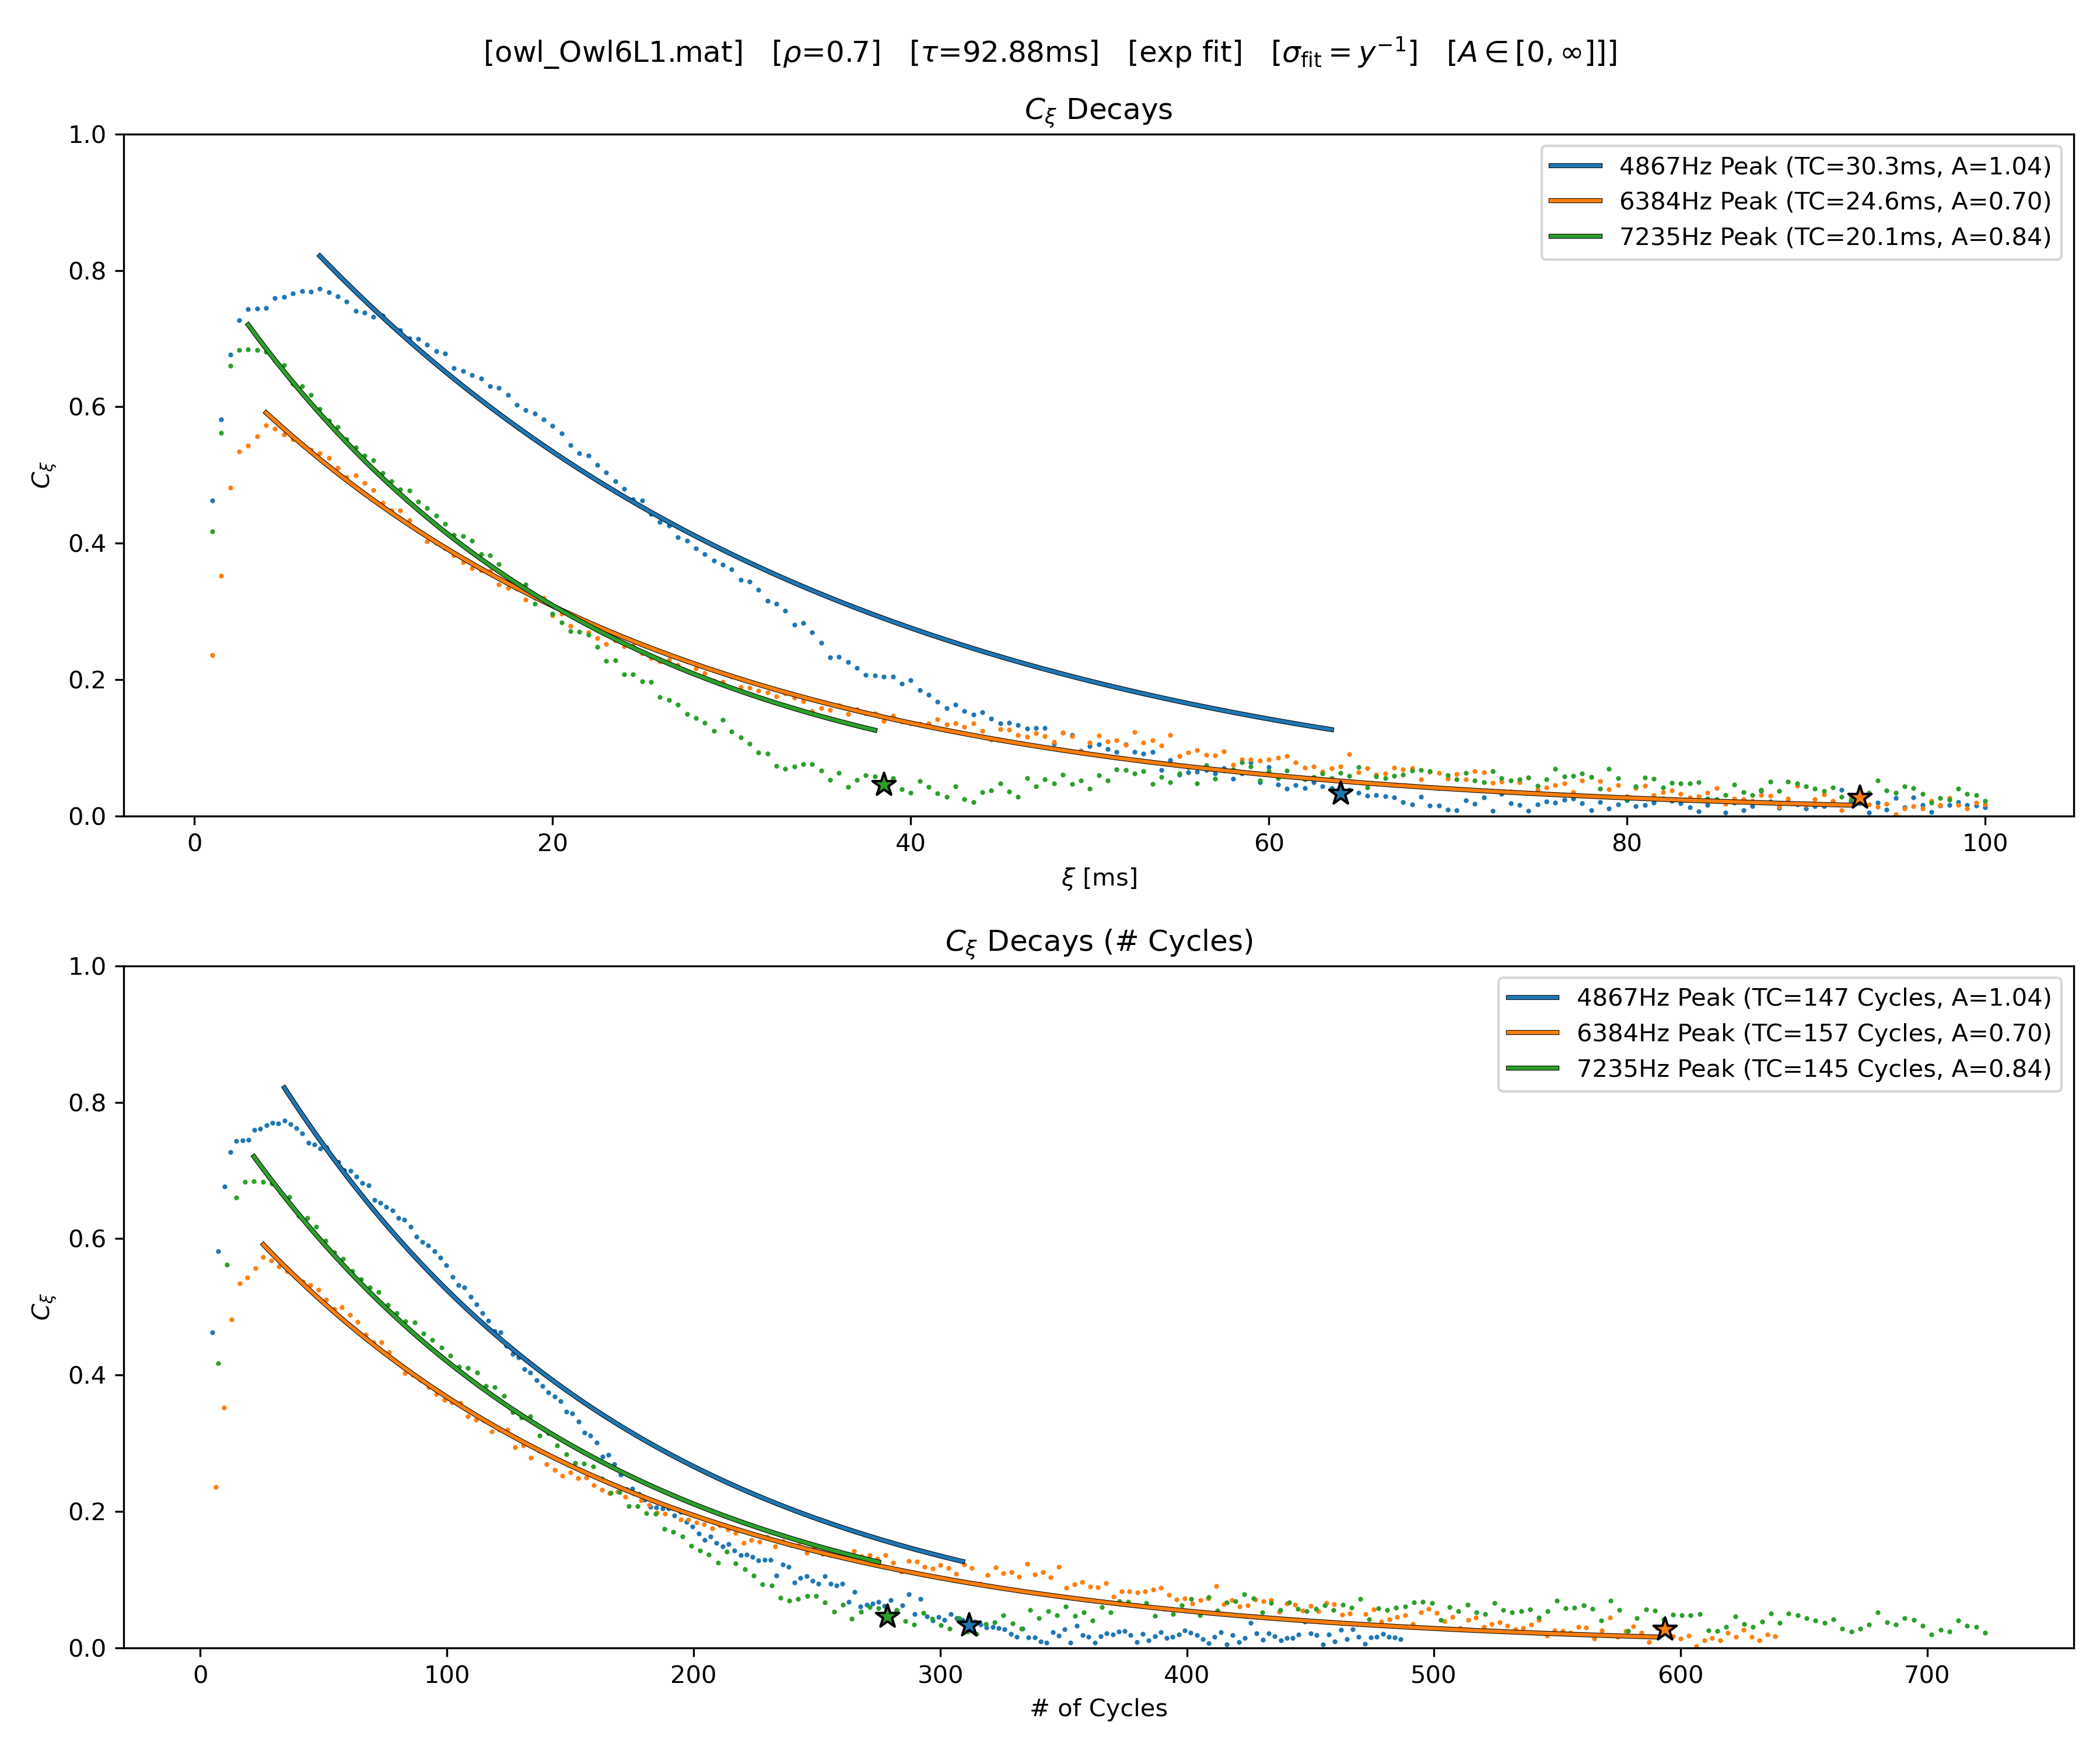 [owl_Owl6L1.mat] [ρ=0.7] [τ=92.88ms] [exp fit] [σ_fit = y⁻¹] [A ∈ [0, ∞]]]
C_ξ Decays
1.0
0.8
0.6
0.4
0.2
0.0
C_ξ
4867Hz Peak (TC=30.3ms, A=1.04)
6384Hz Peak (TC=24.6ms, A=0.70)
7235Hz Peak (TC=20.1ms, A=0.84)
0 20 40 60 80 100
ξ [ms]
C_ξ Decays (# Cycles)
1.0
0.8
0.6
0.4
0.2
0.0
C_ξ
4867Hz Peak (TC=147 Cycles, A=1.04)
6384Hz Peak (TC=157 Cycles, A=0.70)
7235Hz Peak (TC=145 Cycles, A=0.84)
0 100 200 300 400 500 600 700
# of Cycles